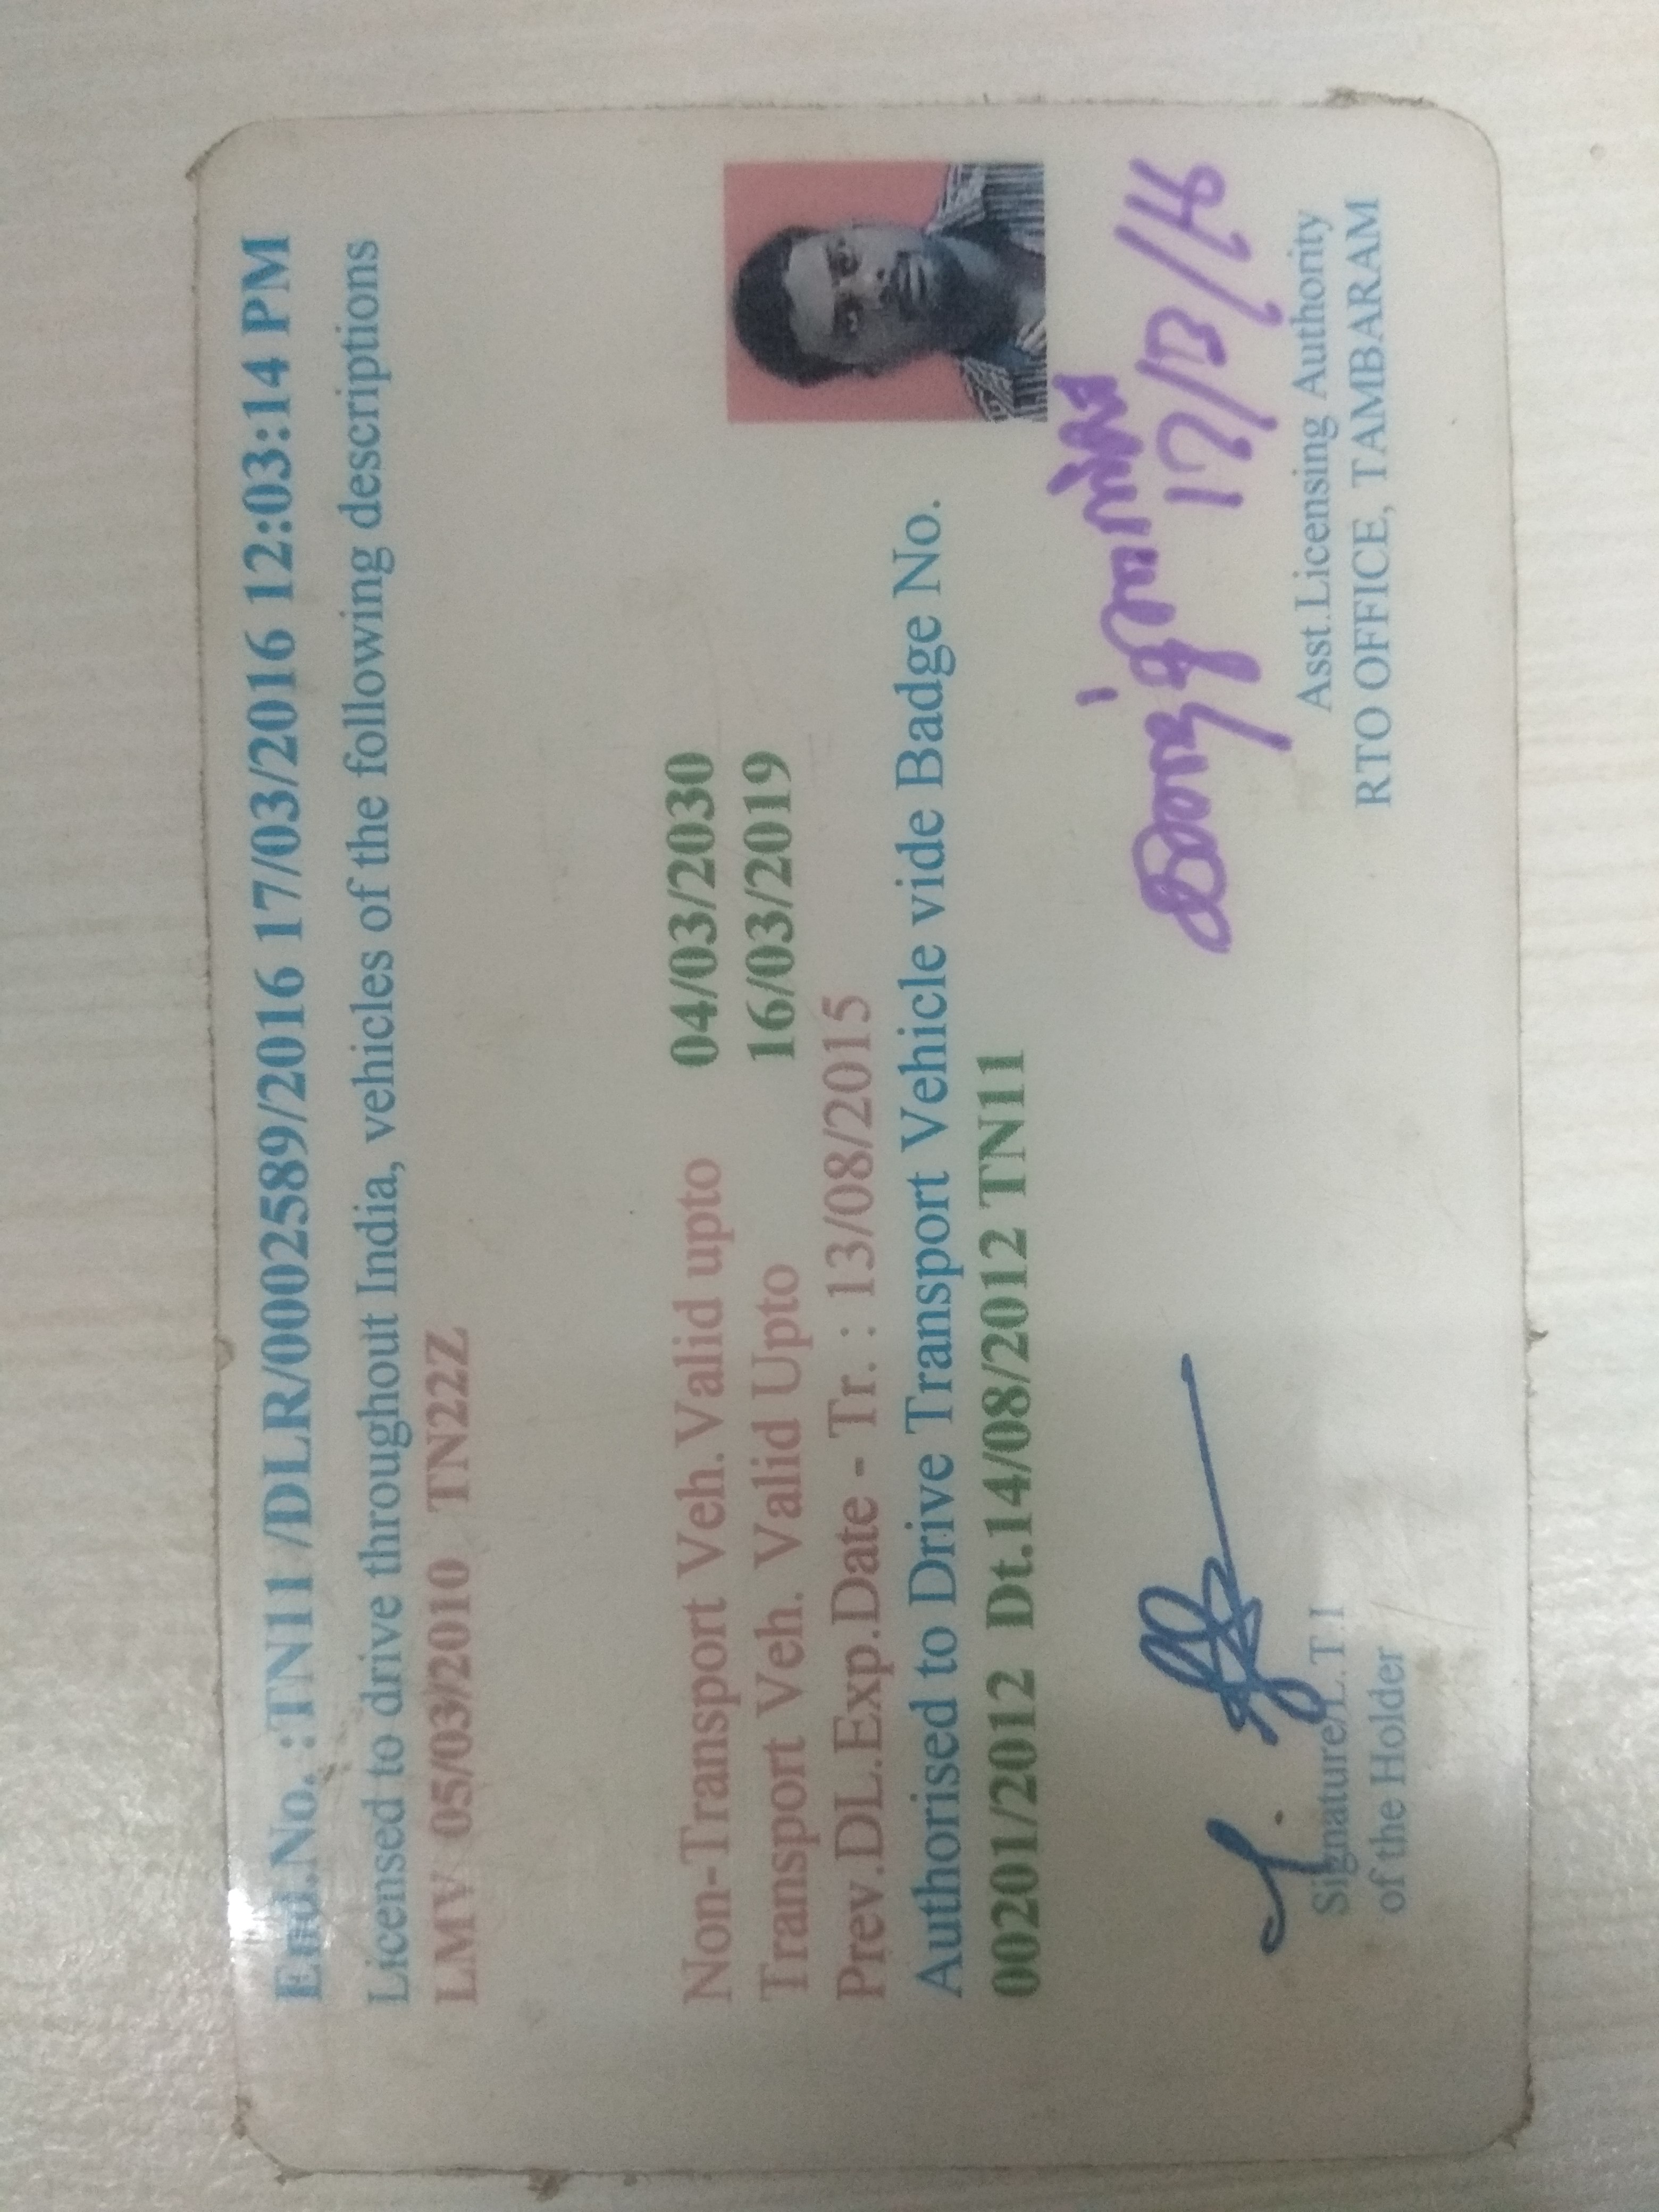 End.No. :TN11 /DLR/0002589/2016 17/03/2016 12:03:14 PM
Licensed to drive throughout India, vehicles of the following descriptions
LMV 05/03/2010 TN22Z
Non-Transport Veh.Valid upto 04/03/2030
Transport Veh. Valid Upto 16/03/2019
Prev.DL.Exp.Date - Tr. : 13/08/2015
Authorised to Drive Transport Vehicle vide Badge No.
00201/2012 Dt.14/08/2012 TN11
Signature/L.T.I
of the Holder
Asst.Licensing Authority
RTO OFFICE, TAMBARAM